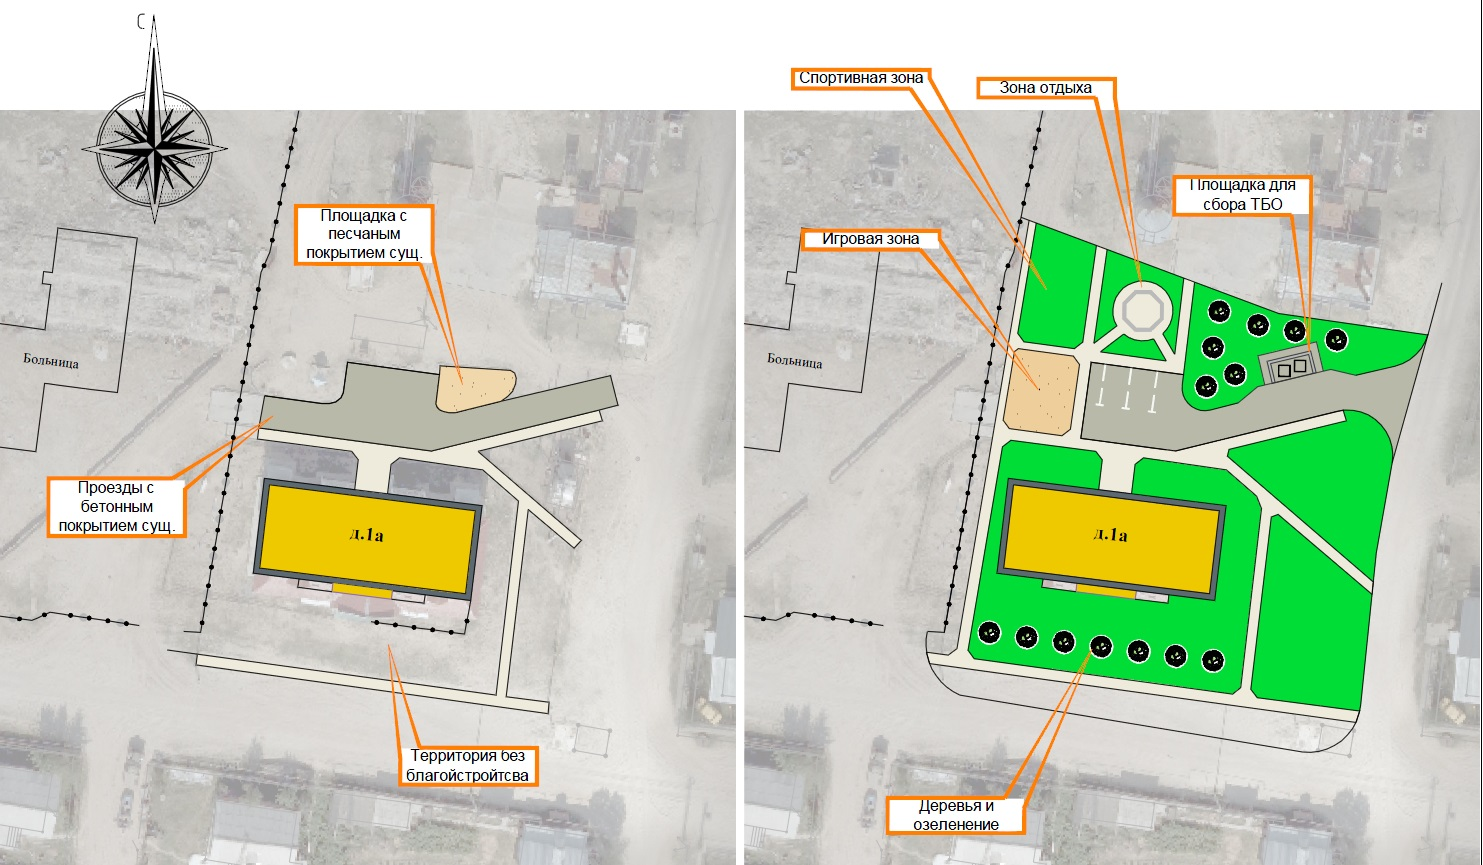 С
Площадка с
песчаным
покрытием сущ.
Больница
Проезды с
бетонным
покрытием сущ.
д.1а
Территория без
благойстройтсва
Спортивная зона
Зона отдыха
Площадка для
сбора ТБО
Игровая зона
Больница
д.1а
Деревья и
озеленение